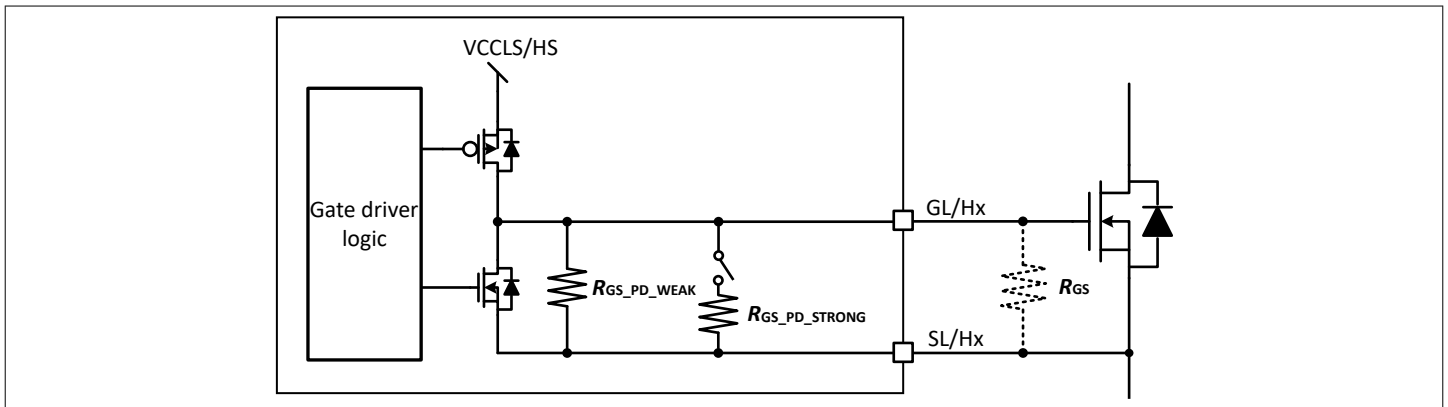 VCCLS/HS
Gate driver
logic
GL/Hx
RGS_PD_WEAK
RGS_PD_STRONG
RGS
SL/Hx